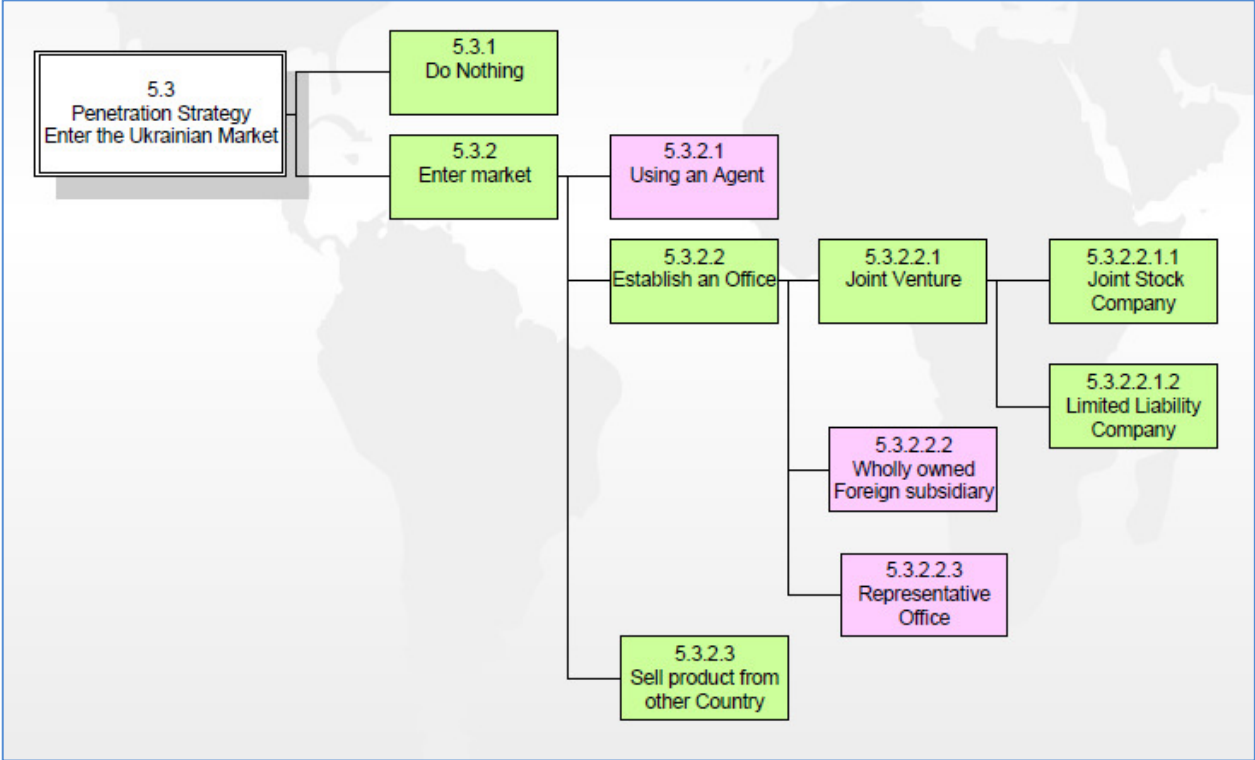 5.3
Penetration Strategy
Enter the Ukrainian Market
5.3.1
Do Nothing
5.3.2
Enter market
5.3.2.1
Using an Agent
5.3.2.2
Establish an Office
5.3.2.2.1
Joint Venture
5.3.2.2.1.1
Joint Stock
Company
5.3.2.2.1.2
Limited Liability
Company
5.3.2.2.2
Wholly owned
Foreign subsidiary
5.3.2.2.3
Representative
Office
5.3.2.3
Sell product from
other Country